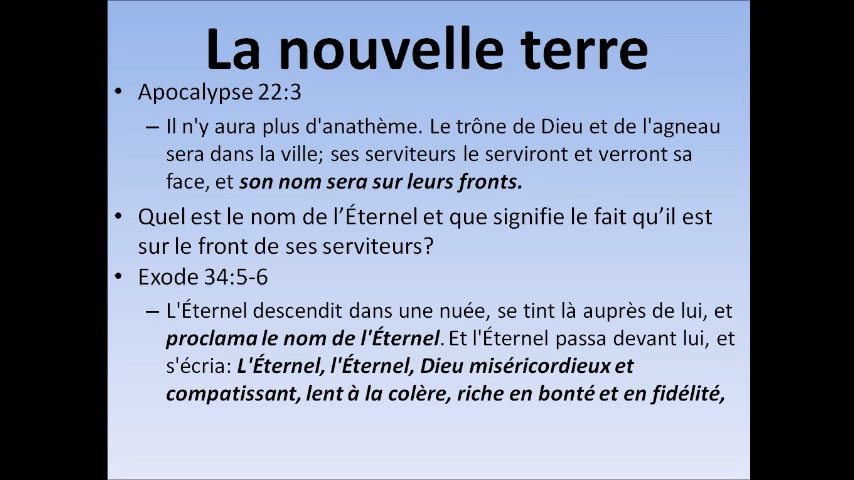 La nouvelle terre
• Apocalypse 22:3
– Il n'y aura plus d'anathème. Le trône de Dieu et de l'agneau
sera dans la ville; ses serviteurs le serviront et verront sa
face, et son nom sera sur leurs fronts.
• Quel est le nom de l’Éternel et que signifie le fait qu’il est
sur le front de ses serviteurs?
• Exode 34:5-6
– L'Éternel descendit dans une nuée, se tint là auprès de lui, et
proclama le nom de l'Éternel. Et l'Éternel passa devant lui, et
s'écria: L'Éternel, l'Éternel, Dieu miséricordieux et
compatissant, lent à la colère, riche en bonté et en fidélité,